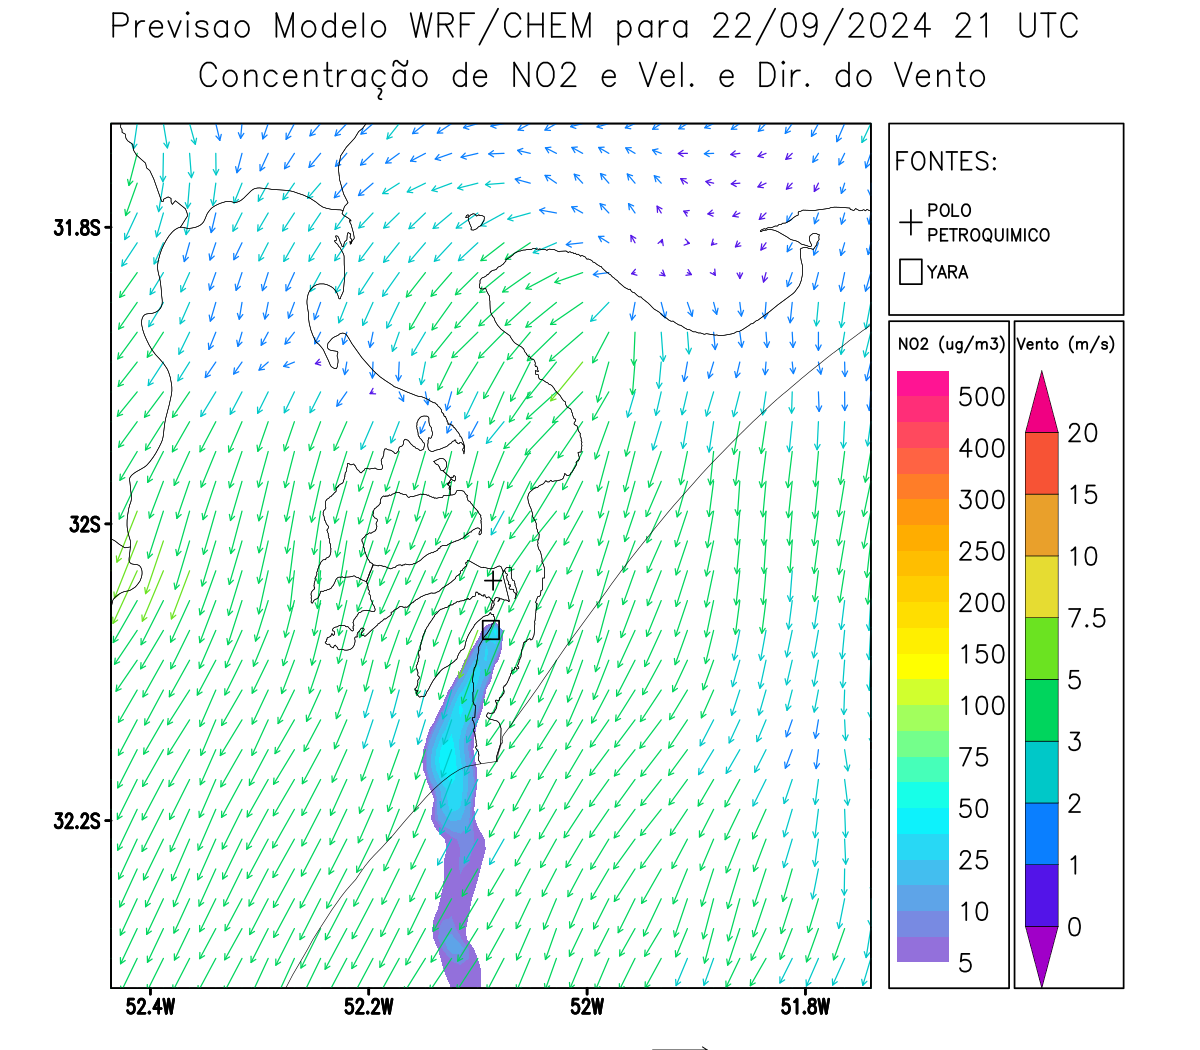 Previsao Modelo WRF/CHEM para 22/09/2024 21 UTC
Concentração de NO2 e Vel. e Dir. do Vento
FONTES:
POLO
PETROQUIMICO
YARA
NO2 (ug/m3)
500
400
300
250
200
150
100
75
50
25
10
5
Vento (m/s)
20
15
10
7.5
5
3
2
1
0
31.8S
32S
32.2S
52.4W 52.2W 52W 51.8W